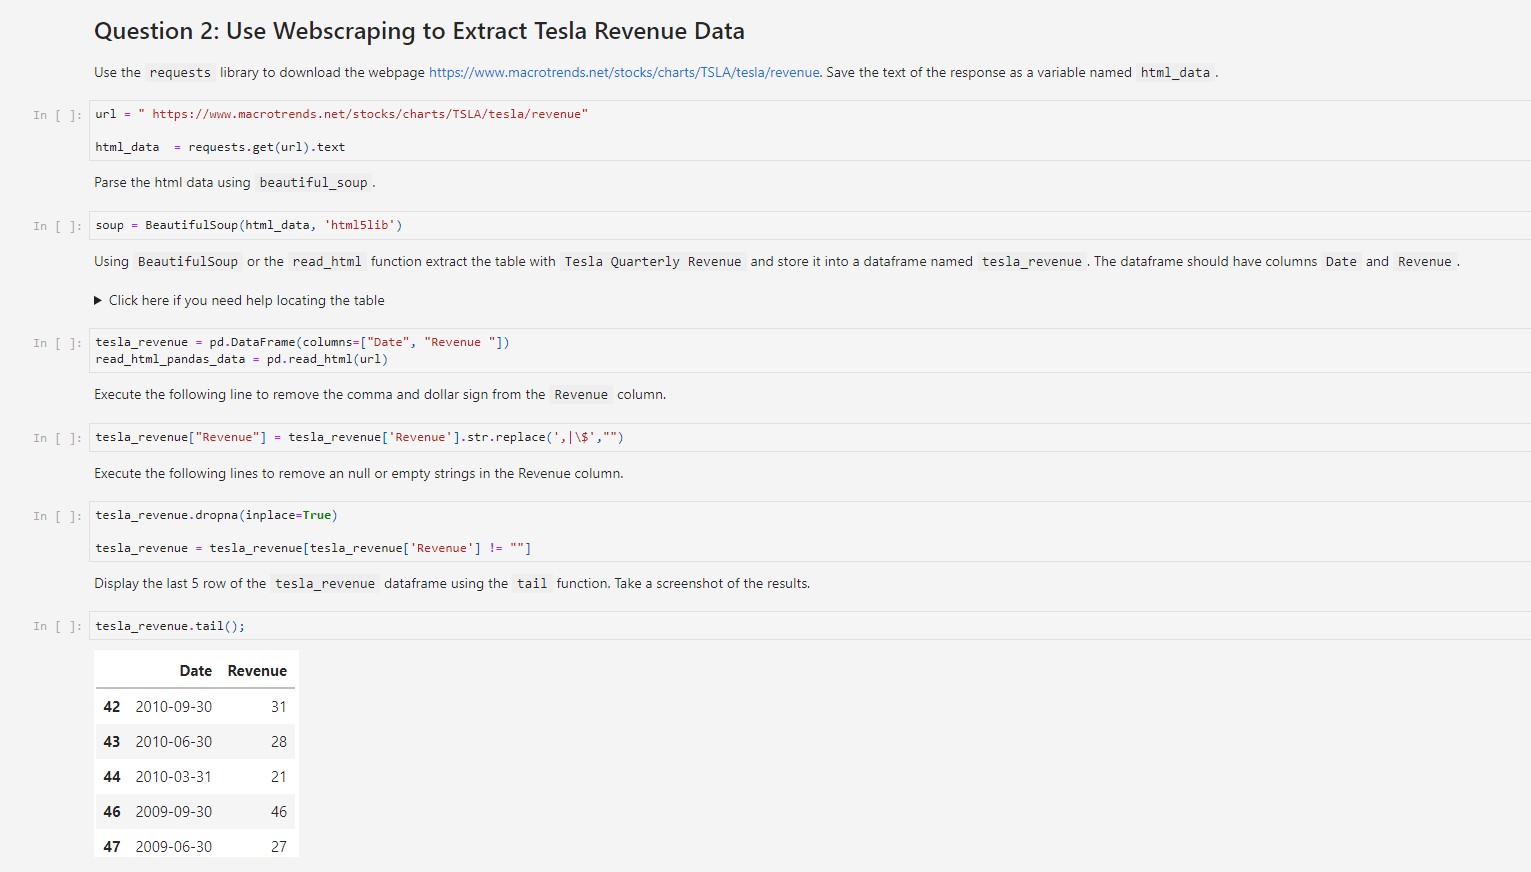 Question 2: Use Webscraping to Extract Tesla Revenue Data
Use the requests library to download the webpage https://www.macrotrends.net/stocks/charts/TSLA/tesla/revenue. Save the text of the response as a variable named html_data .
In [ ]: url = " https://www.macrotrends.net/stocks/charts/TSLA/tesla/revenue"
html_data  = requests.get(url).text
Parse the html data using beautiful_soup .
In [ ]: soup = BeautifulSoup(html_data, 'html5lib')
Using BeautifulSoup or the read_html function extract the table with Tesla Quarterly Revenue and store it into a dataframe named tesla_revenue . The dataframe should have columns Date and Revenue .
▶ Click here if you need help locating the table
In [ ]: tesla_revenue = pd.DataFrame(columns=["Date", "Revenue "])
read_html_pandas_data = pd.read_html(url)
Execute the following line to remove the comma and dollar sign from the Revenue column.
In [ ]: tesla_revenue["Revenue"] = tesla_revenue['Revenue'].str.replace(',|\$',"")
Execute the following lines to remove an null or empty strings in the Revenue column.
In [ ]: tesla_revenue.dropna(inplace=True)
tesla_revenue = tesla_revenue[tesla_revenue['Revenue'] != ""]
Display the last 5 row of the tesla_revenue dataframe using the tail function. Take a screenshot of the results.
In [ ]: tesla_revenue.tail();
Date Revenue
42 2010-09-30 31
43 2010-06-30 28
44 2010-03-31 21
46 2009-09-30 46
47 2009-06-30 27